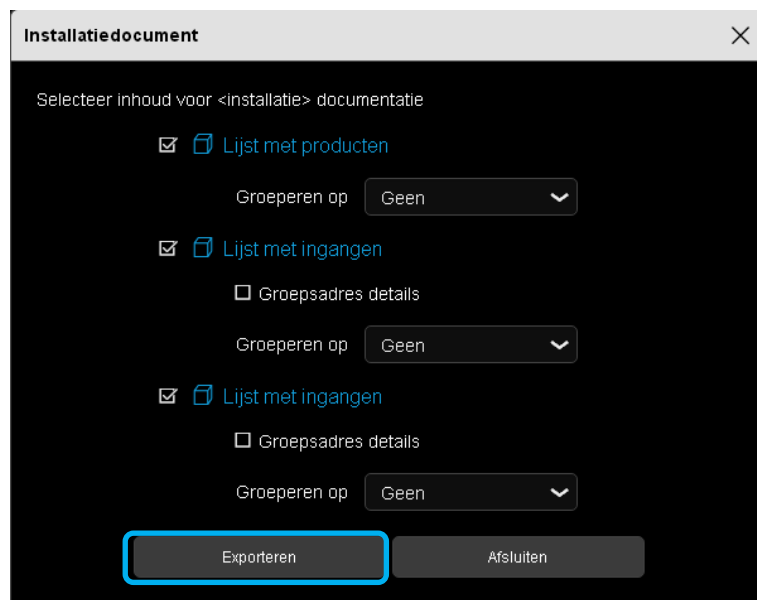 Installatiedocument
Selecteer inhoud voor <installatie> documentatie
Lijst met producten
Groeperen op Geen
Lijst met ingangen
Groepsadres details
Groeperen op Geen
Lijst met ingangen
Groepsadres details
Groeperen op Geen
Exporteren Afsluiten